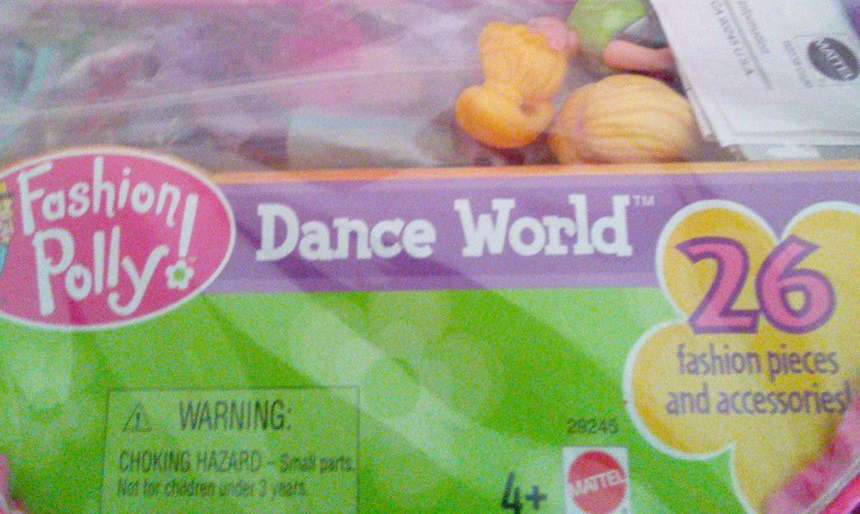 MATTEL
Fashion
Polly!
Dance World™
26
fashion pieces
and accessories!
WARNING:
CHOKING HAZARD – Small parts.
Not for children under 3 years.
29245
4+
MATTEL